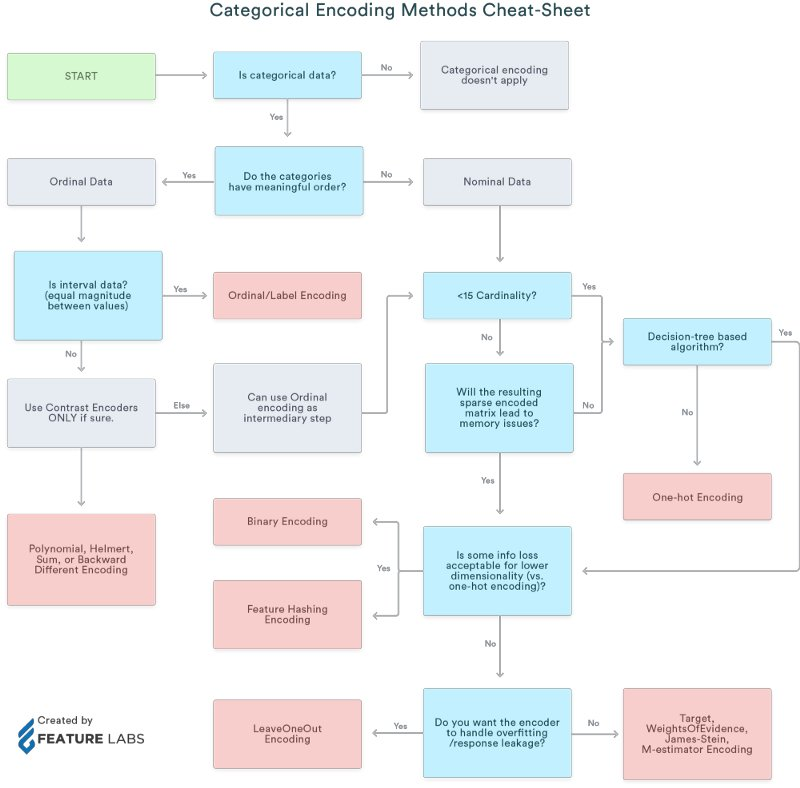 Categorical Encoding Methods Cheat-Sheet
START
Is categorical data?
No
Categorical encoding
doesn't apply
Yes
Ordinal Data
Yes
Do the categories
have meaningful order?
No
Nominal Data
Is interval data?
(equal magnitude
between values)
Yes
Ordinal/Label Encoding
<15 Cardinality?
Yes
No
Decision-tree based
algorithm?
Yes
No
Use Contrast Encoders
ONLY if sure.
Else
Can use Ordinal
encoding as
intermediary step
Will the resulting
sparse encoded
matrix lead to
memory issues?
No
No
One-hot Encoding
Yes
Polynomial, Helmert,
Sum, or Backward
Different Encoding
Binary Encoding
Yes
Feature Hashing
Encoding
Is some info loss
acceptable for lower
dimensionality (vs.
one-hot encoding)?
No
Created by
FEATURE LABS
LeaveOneOut
Encoding
Yes
Do you want the encoder
to handle overfitting
/response leakage?
No
Target,
WeightsOfEvidence,
James-Stein,
M-estimator Encoding